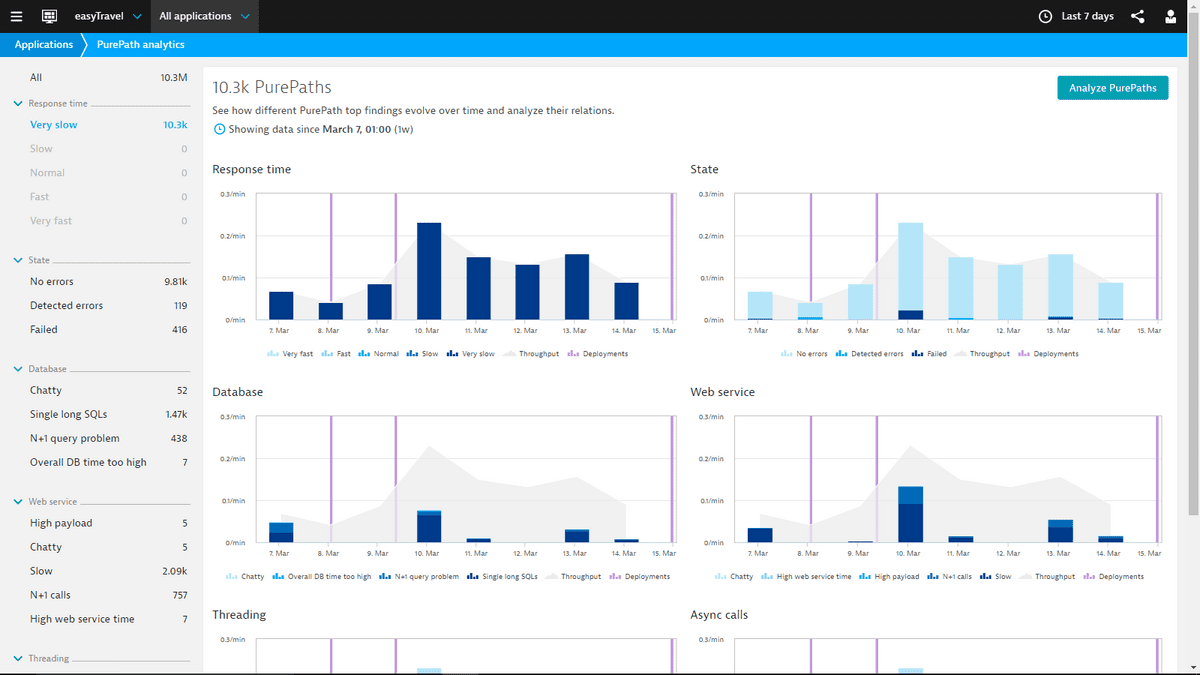 easyTravel All applications Last 7 days
Applications PurePath analytics
All 10.3M
Response time
Very slow 10.3k
Slow 0
Normal 0
Fast 0
Very fast 0
State
No errors 9.81k
Detected errors 119
Failed 416
Database
Chatty 52
Single long SQLs 1.47k
N+1 query problem 438
Overall DB time too high 7
Web service
High payload 5
Chatty 5
Slow 2.09k
N+1 calls 757
High web service time 7
Threading
10.3k PurePaths
Analyze PurePaths
See how different PurePath top findings evolve over time and analyze their relations.
Showing data since March 7, 01:00 (1w)
Response time
0.3/min
0.2/min
0.1/min
0/min
7. Mar 8. Mar 9. Mar 10. Mar 11. Mar 12. Mar 13. Mar 14. Mar 15. Mar
Very fast Fast Normal Slow Very slow Throughput Deployments
State
0.3/min
0.2/min
0.1/min
0/min
7. Mar 8. Mar 9. Mar 10. Mar 11. Mar 12. Mar 13. Mar 14. Mar 15. Mar
No errors Detected errors Failed Throughput Deployments
Database
0.3/min
0.2/min
0.1/min
0/min
7. Mar 8. Mar 9. Mar 10. Mar 11. Mar 12. Mar 13. Mar 14. Mar 15. Mar
Chatty Overall DB time too high N+1 query problem Single long SQLs Throughput Deployments
Web service
0.3/min
0.2/min
0.1/min
0/min
7. Mar 8. Mar 9. Mar 10. Mar 11. Mar 12. Mar 13. Mar 14. Mar 15. Mar
Chatty High web service time High payload N+1 calls Slow Throughput Deployments
Threading
0.3/min
Async calls
0.3/min